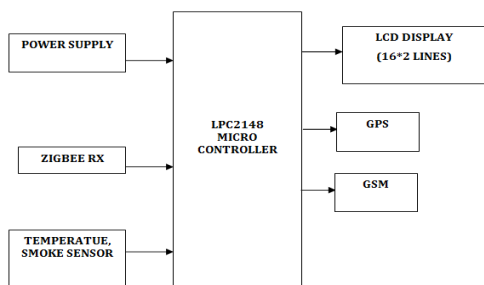 POWER SUPPLY
ZIGBEE RX
TEMPERATUE,
SMOKE SENSOR
LPC2148
MICRO
CONTROLLER
LCD DISPLAY
(16*2 LINES)
GPS
GSM